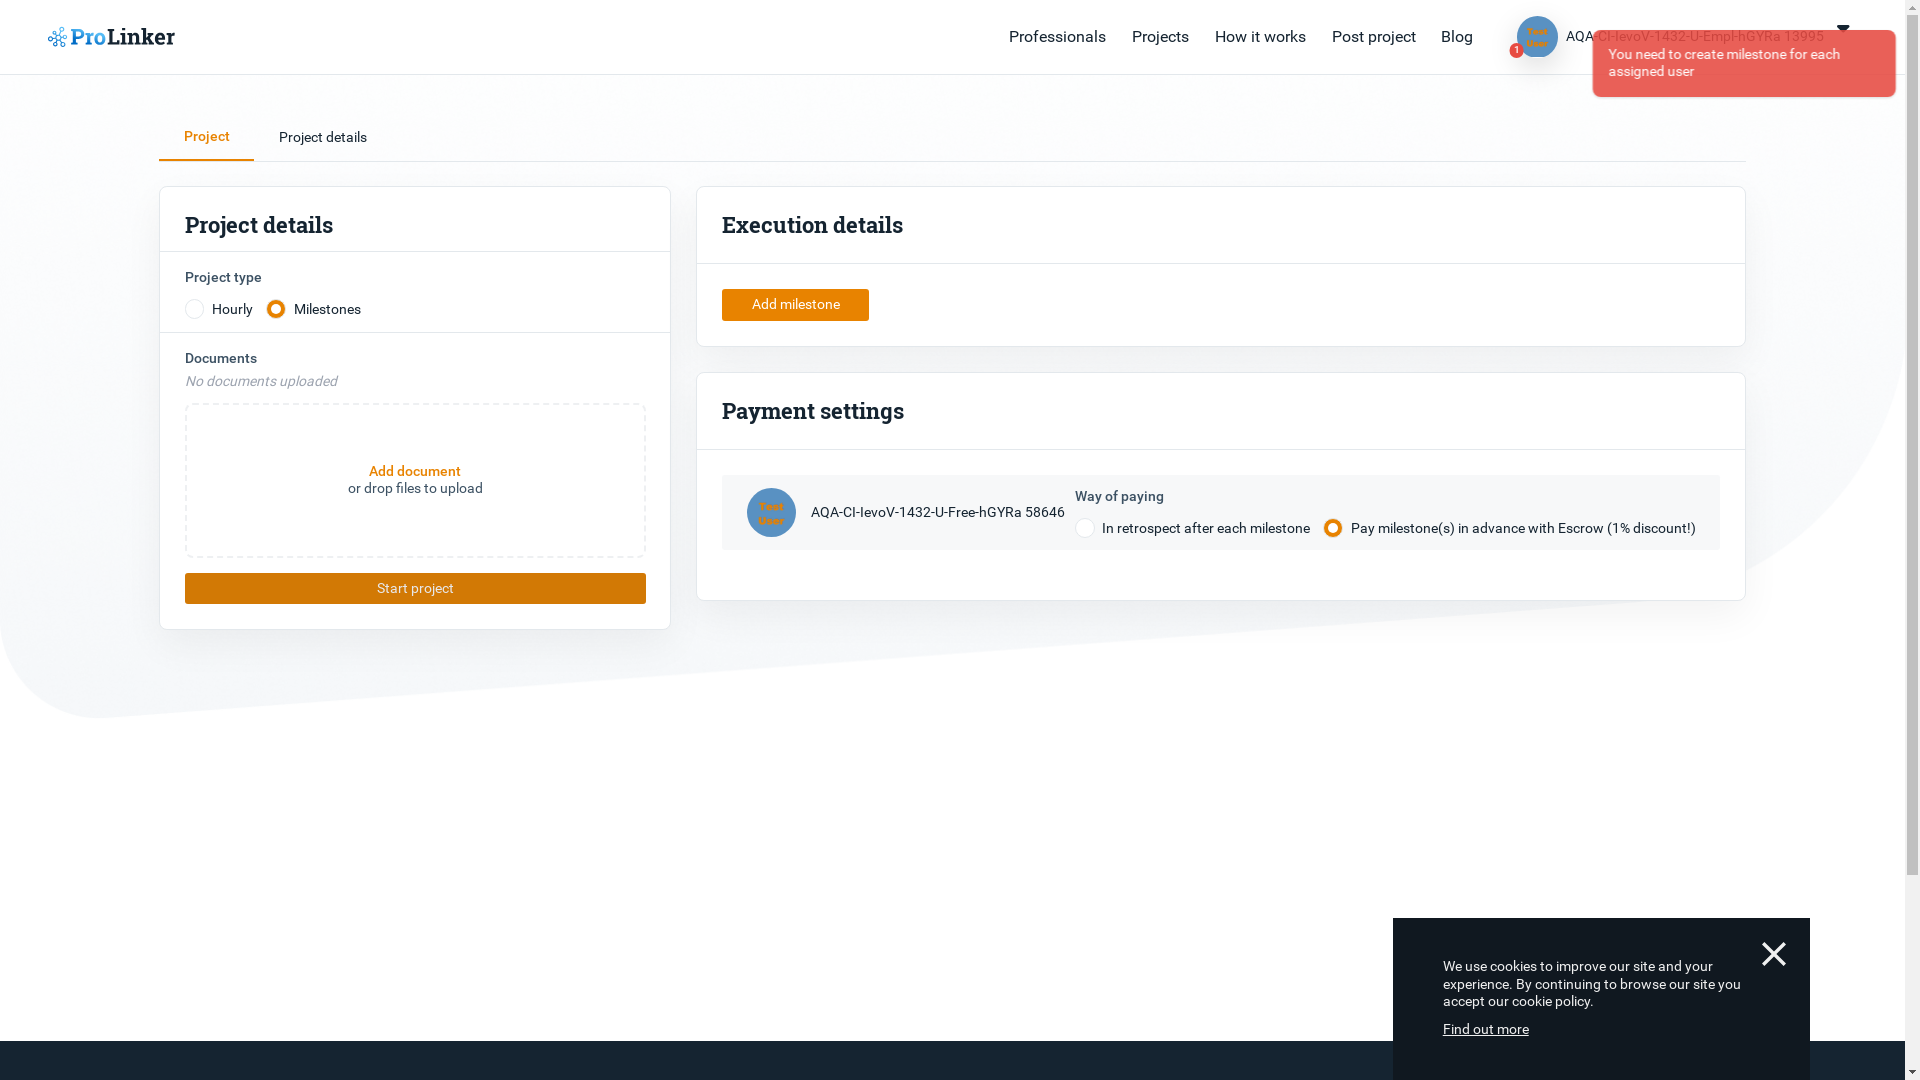 ProLinker
Professionals
Projects
How it works
Post project
Blog
Test
User
1
AQA-CI-IevoV-1432-U-Empl-hGYRa 13995
You need to create milestone for each
assigned user
Project
Project details
Project details
Project type
Hourly
Milestones
Documents
No documents uploaded
Add document
or drop files to upload
Start project
Execution details
Add milestone
Payment settings
Test
User
AQA-CI-IevoV-1432-U-Free-hGYRa 58646
Way of paying
In retrospect after each milestone
Pay milestone(s) in advance with Escrow (1% discount!)
We use cookies to improve our site and your
experience. By continuing to browse our site you
accept our cookie policy.
Find out more